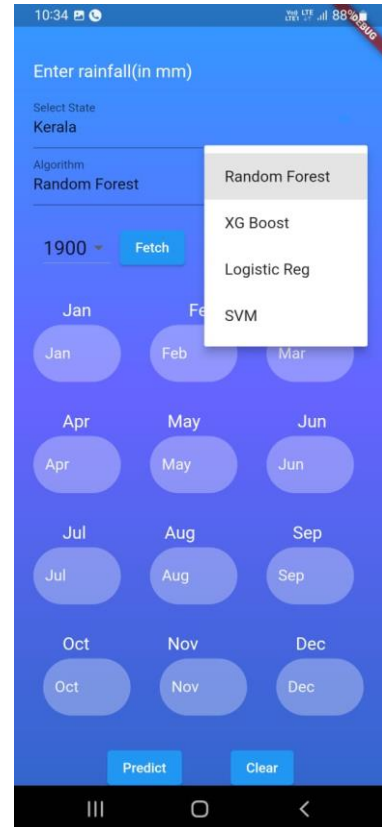 10:34 88%
DEBUG
Enter rainfall(in mm)
Select State
Kerala
Algorithm
Random Forest
Random Forest
XG Boost
Logistic Reg
SVM
1900 Fetch
Jan Fe
Jan Feb Mar
Apr May Jun
Apr May Jun
Jul Aug Sep
Jul Aug Sep
Oct Nov Dec
Oct Nov Dec
Predict Clear